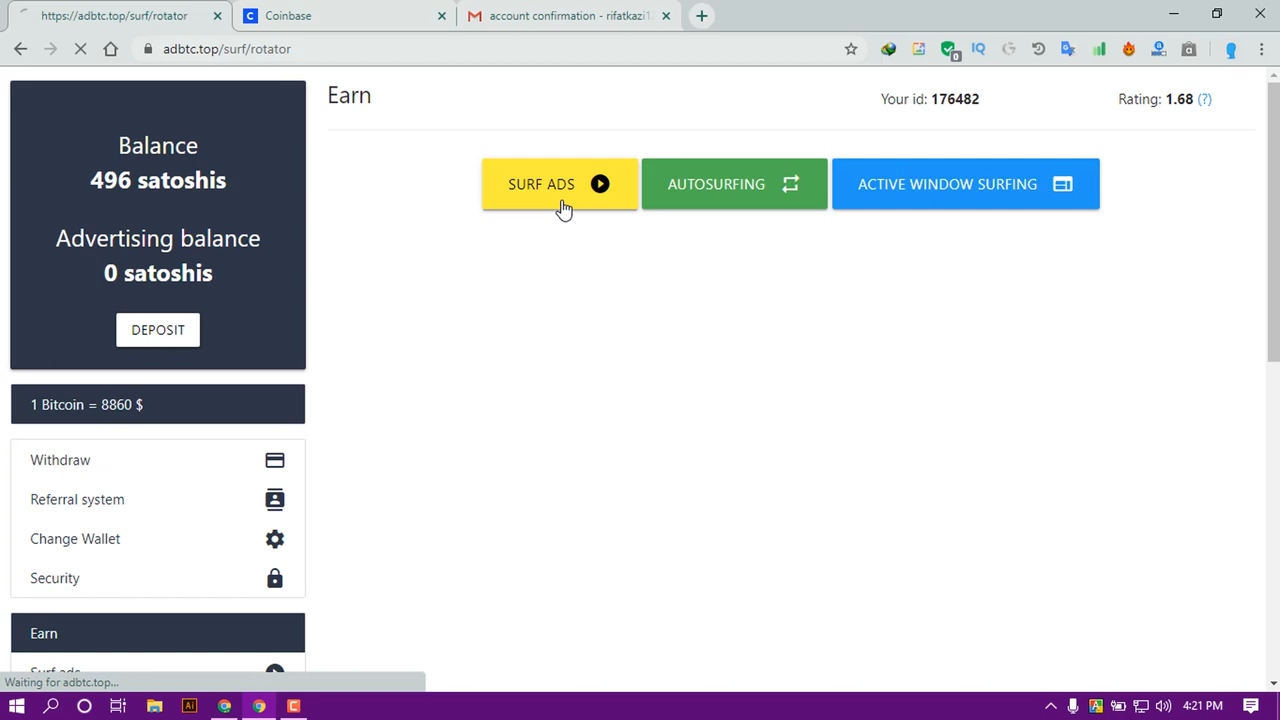 https://adbtc.top/surf/rotator
Coinbase
account confirmation - rifatkazi1
adbtc.top/surf/rotator
Balance
496 satoshis
Advertising balance
0 satoshis
DEPOSIT
1 Bitcoin = 8860 $
Withdraw
Referral system
Change Wallet
Security
Earn
Surf ads
Earn
Your id: 176482
Rating: 1.68 (?)
SURF ADS
AUTOSURFING
ACTIVE WINDOW SURFING
Waiting for adbtc.top...
4:21 PM